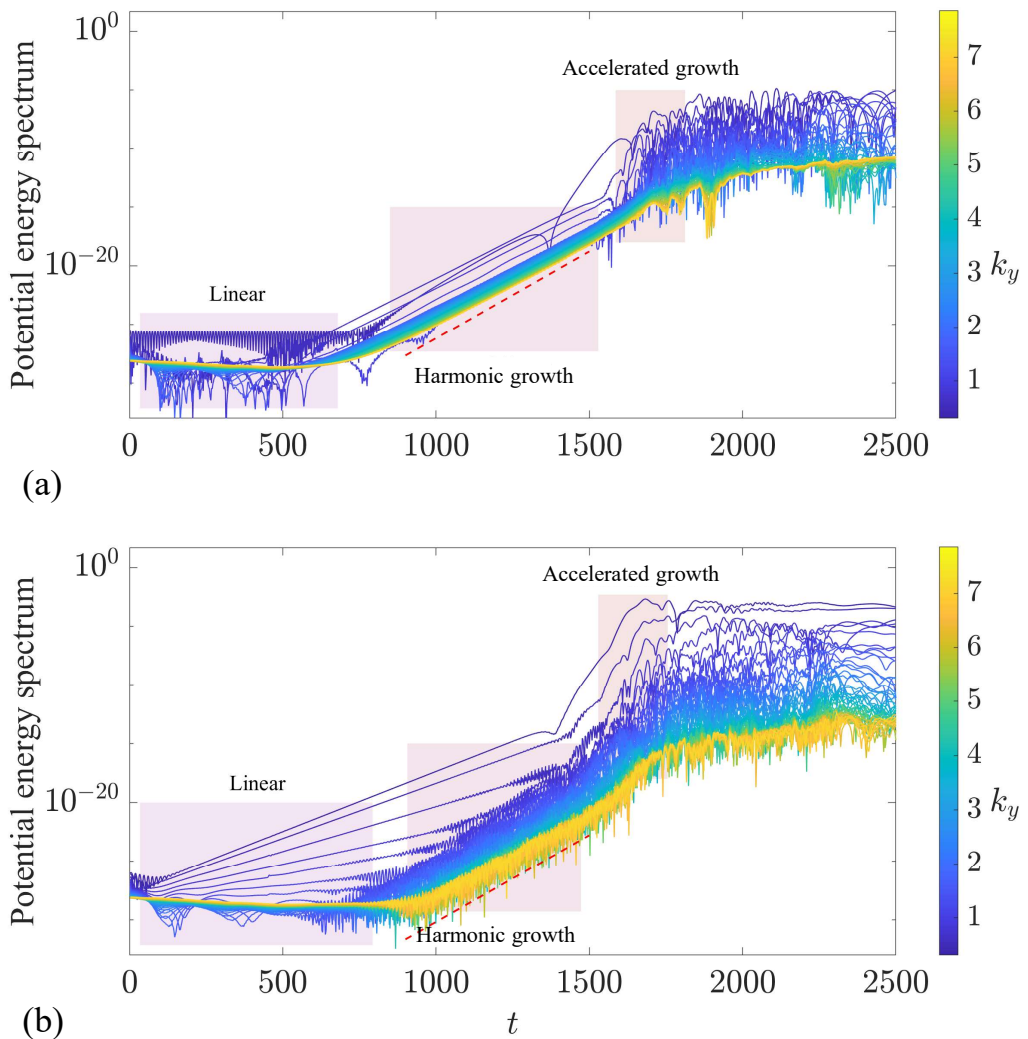 Potential energy spectrum
10^0
10^-20
Accelerated growth
Linear
Harmonic growth
0 500 1000 1500 2000 2500
7
6
5
4
3
2
1
k_y
(a)
Potential energy spectrum
10^0
10^-20
Accelerated growth
Linear
Harmonic growth
0 500 1000 1500 2000 2500
7
6
5
4
3
2
1
k_y
(b)
t